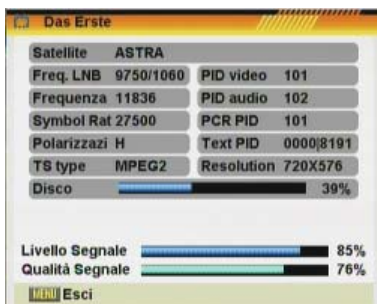 Das Erste
Satellite ASTRA
Freq. LNB 9750/1060 PID video 101
Frequenza 11836 PID audio 102
Symbol Rat 27500 PCR PID 101
Polarizzazi H Text PID 0000|8191
TS type MPEG2 Resolution 720X576
Disco 39%
Livello Segnale 85%
Qualità Segnale 76%
MENU Esci